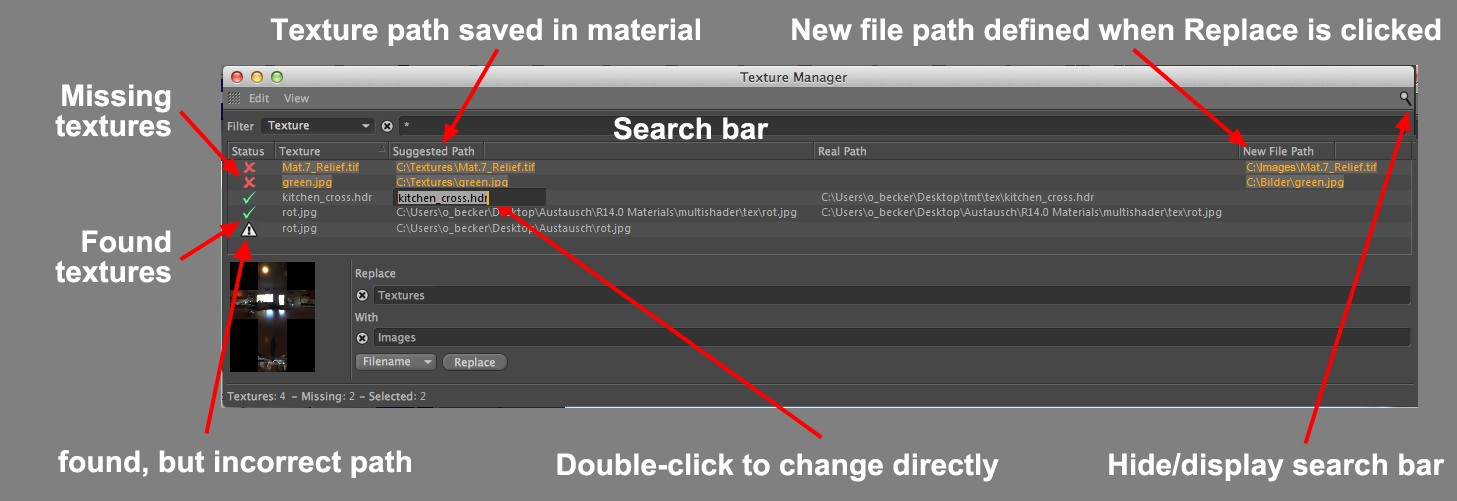 Texture path saved in material
New file path defined when Replace is clicked
Texture Manager
Missing
textures
Edit View
Filter Texture *
Search bar
Status Texture Suggested Path Real Path New File Path
Mat.7_Relief.tif C:\Textures\Mat.7_Relief.tif C:\Images\Mat.7_Relief.tif
green.jpg C:\Textures\green.jpg C:\Bilder\green.jpg
kitchen_cross.hdr kitchen_cross.hdr C:\Users\o_becker\Desktop\tmt\tex\kitchen_cross.hdr
rot.jpg C:\Users\o_becker\Desktop\Austausch\R14.0 Materials\multishader\tex\rot.jpg C:\Users\o_becker\Desktop\Austausch\R14.0 Materials\multishader\tex\rot.jpg
rot.jpg C:\Users\o_becker\Desktop\Austausch\rot.jpg
Found
textures
Replace
Textures
With
Images
Filename Replace
Textures: 4 – Missing: 2 – Selected: 2
found, but incorrect path
Double-click to change directly
Hide/display search bar